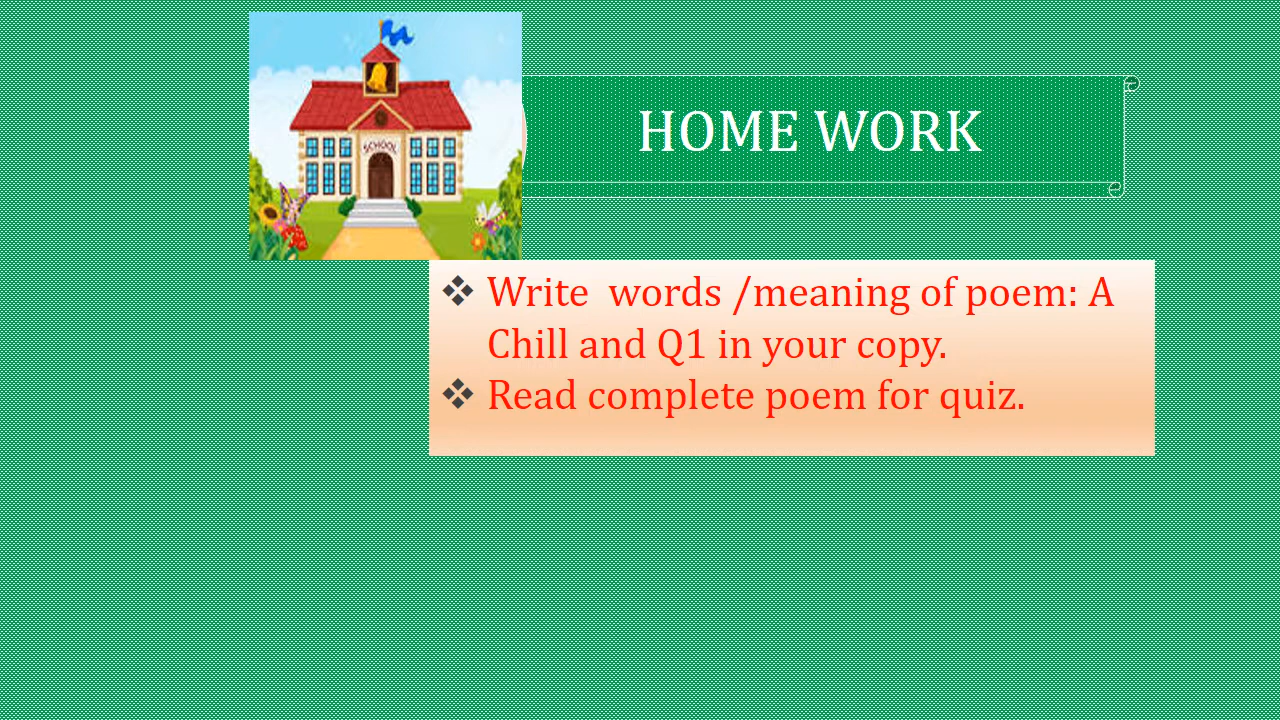 SCHOOL
HOME WORK
Write words /meaning of poem: A
Chill and Q1 in your copy.
Read complete poem for quiz.